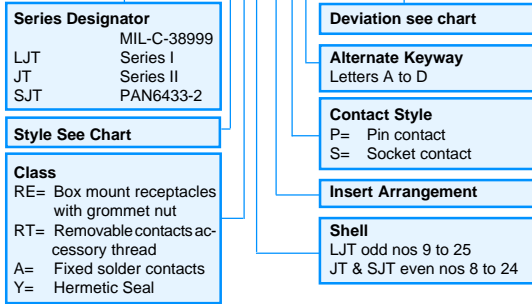 Series Designator
MIL-C-38999
LJT Series I
JT Series II
SJT PAN6433-2
Style See Chart
Class
RE= Box mount receptacles
with grommet nut
RT= Removable contacts ac-
cessory thread
A= Fixed solder contacts
Y= Hermetic Seal
Deviation see chart
Alternate Keyway
Letters A to D
Contact Style
P= Pin contact
S= Socket contact
Insert Arrangement
Shell
LJT odd nos 9 to 25
JT & SJT even nos 8 to 24